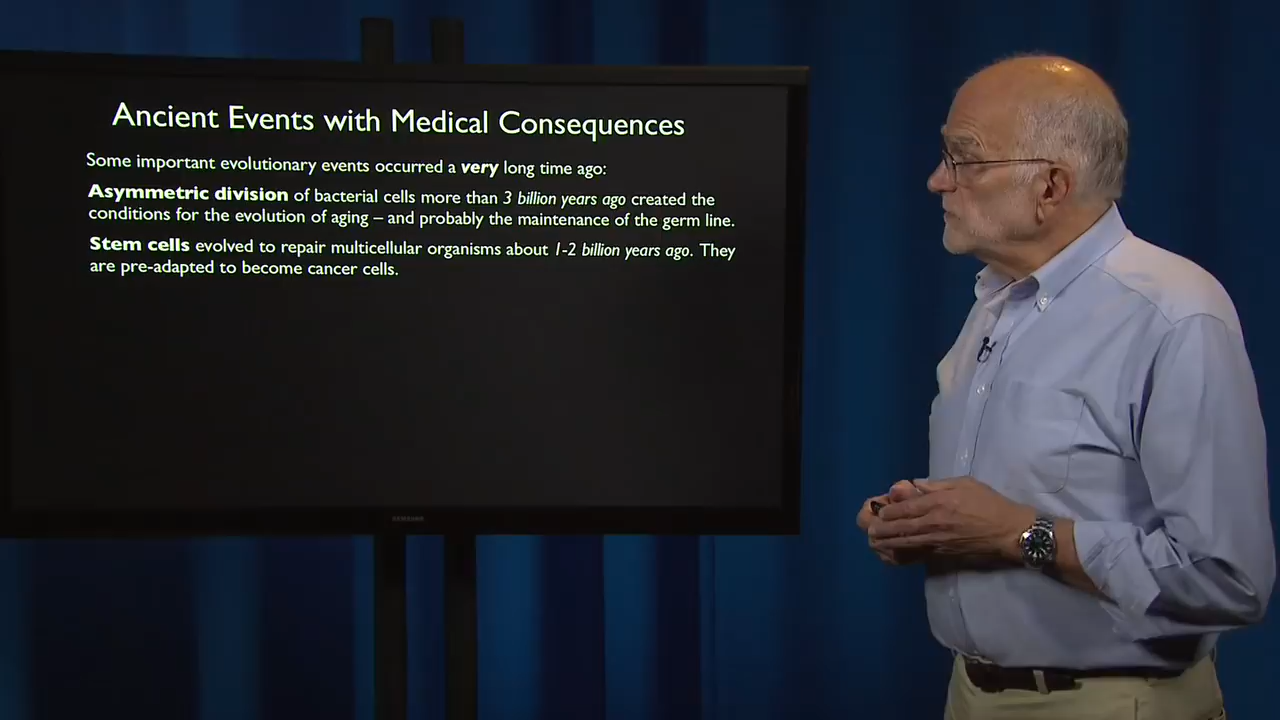 Ancient Events with Medical Consequences
Some important evolutionary events occurred a very long time ago:
Asymmetric division of bacterial cells more than 3 billion years ago created the
conditions for the evolution of aging – and probably the maintenance of the germ line.
Stem cells evolved to repair multicellular organisms about 1-2 billion years ago. They
are pre-adapted to become cancer cells.
SAMSUNG